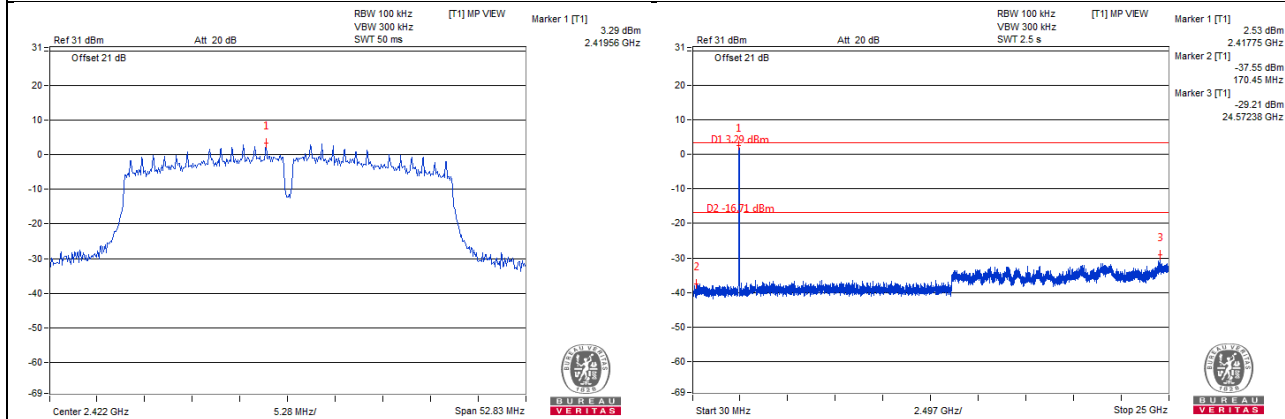 RBW 100 kHz
[T1] MP VIEW
VBW 300 kHz
Ref 31 dBm
Att 20 dB
SWT 50 ms
Marker 1 [T1]
3.29 dBm
2.41956 GHz
31
Offset 21 dB
20
10
1
0
-10
-20
-30
-40
-50
-60
-69
Center 2.422 GHz
5.28 MHz/
Span 52.83 MHz
BUREAU VERITAS
1828
BUREAU
VERITAS
RBW 100 kHz
[T1] MP VIEW
VBW 300 kHz
Ref 31 dBm
Att 20 dB
SWT 2.5 s
Marker 1 [T1]
2.53 dBm
2.41775 GHz
Marker 2 [T1]
-37.55 dBm
170.45 MHz
Marker 3 [T1]
-29.21 dBm
24.57238 GHz
31
Offset 21 dB
20
10
1
D1 3.29 dBm
0
-10
D2 -16.71 dBm
-20
3
-30
2
-40
-50
-60
-69
Start 30 MHz
2.497 GHz/
Stop 25 GHz
BUREAU VERITAS
1828
BUREAU
VERITAS